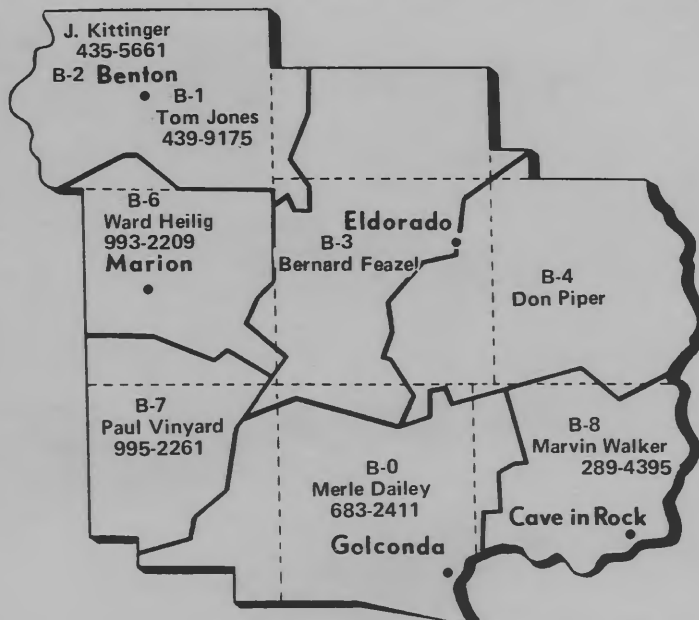 J. Kittinger
435-5661
B-2 Benton
B-1
Tom Jones
439-9175
B-6
Ward Heilig
993-2209
Marion
Eldorado
B-3
Bernard Feazel
B-4
Don Piper
B-7
Paul Vinyard
995-2261
B-0
Merle Dailey
683-2411
Golconda
B-8
Marvin Walker
289-4395
Cave in Rock